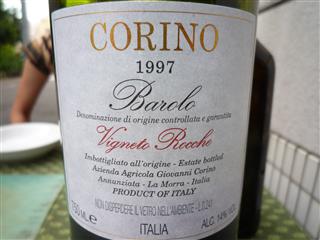 CORINO
1997
Barolo
Denominazione di origine controllata e garantita
Vigneto Rocche
Imbottigliato all'origine - Estate bottled
Azienda Agricola Giovanni Corino
Annunziata - La Morra - Italia
PRODUCT OF ITALY
NON DISPERDERE IL VETRO NELL'AMBIENTE -
750 ML e
ALC. 14% VOL.
ITALIA